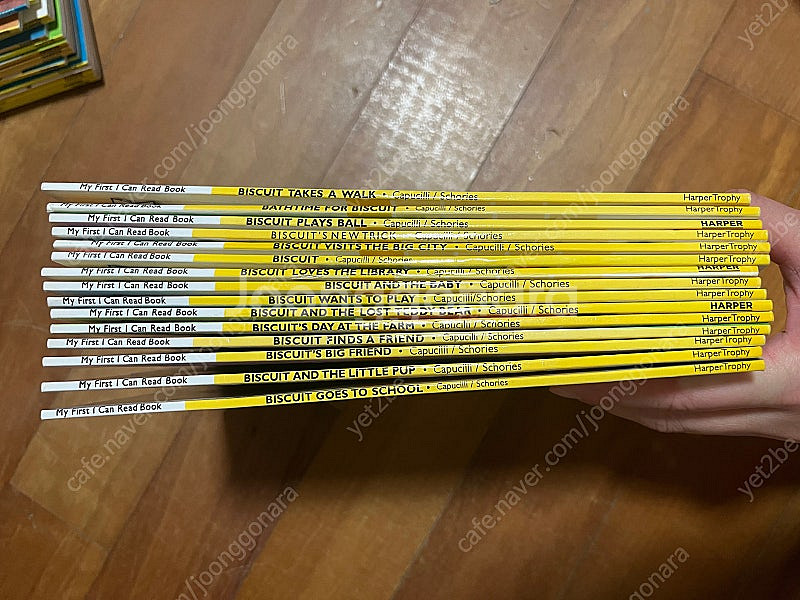 My First I Can Read Book BISCUIT TAKES A WALK • Capucilli / Schories HarperTrophy
BATHTIME FOR BISCUIT • Capucilli / Schories HarperTrophy
My First I Can Read Book BISCUIT PLAYS BALL • Capucilli / Schories HARPER
My First I Can Read Book BISCUIT'S NEW TRICK • Capucilli / Schories HarperTrophy
My First I Can Read Book BISCUIT VISITS THE BIG CITY • Capucilli / Schories HarperTrophy
My First I Can Read Book BISCUIT • Capucilli / Schories HarperTrophy
My First I Can Read Book BISCUIT LOVES THE LIBRARY • Capucilli / Schories HARPER
My First I Can Read Book BISCUIT AND THE BABY • Capucilli / Schories HarperTrophy
My First I Can Read Book BISCUIT WANTS TO PLAY • Capucilli/Schories HarperTrophy
My First I Can Read Book BISCUIT AND THE LOST TEDDY BEAR • Capucilli / Schories HARPER
My First I Can Read Book BISCUIT'S DAY AT THE FARM • Capucilli / Schories HarperTrophy
My First I Can Read Book BISCUIT FINDS A FRIEND • Capucilli / Schories HarperTrophy
My First I Can Read Book BISCUIT'S BIG FRIEND • Capucilli / Schories HarperTrophy
My First I Can Read Book BISCUIT AND THE LITTLE PUP • Capucilli / Schories HarperTrophy
My First I Can Read Book BISCUIT GOES TO SCHOOL • Capucilli / Schories HarperTrophy
cafe.naver.com/joonggonara
yet2be